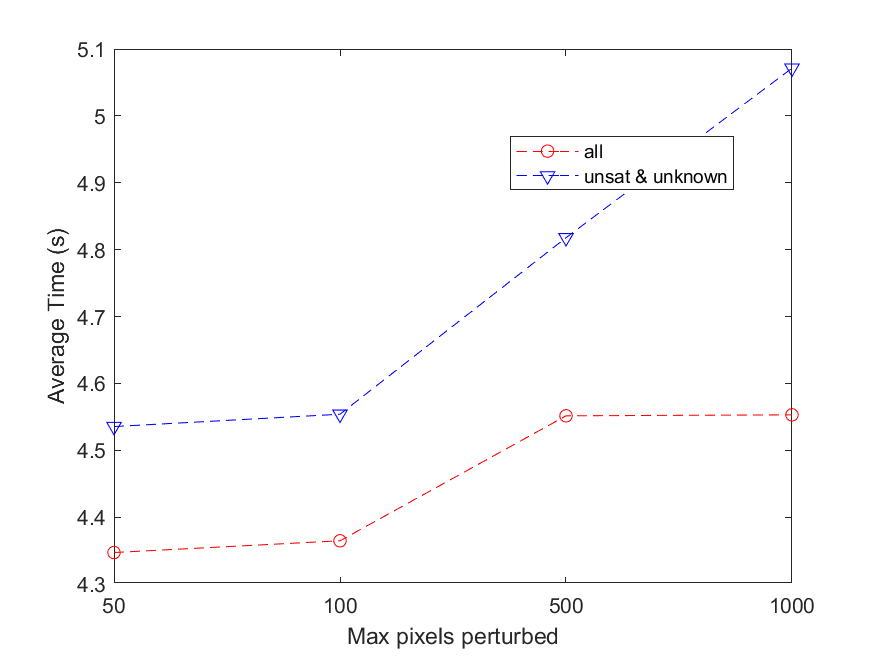 5.1
5
4.9
4.8
4.7
4.6
4.5
4.4
4.3
Average Time (s)
all
unsat & unknown
50 100 500 1000
Max pixels perturbed